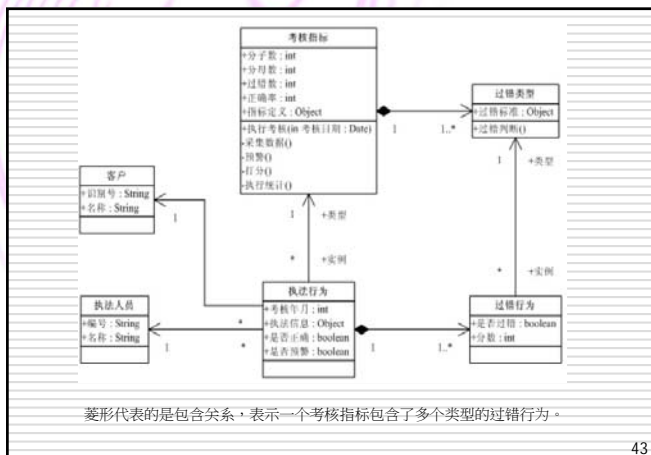 考核指标
+分子数 : int
+分母数 : int
+过错数 : int
+正确率 : int
+指标定义 : Object
+执行考核(in 考核日期 : Date)
-采集数据()
-预警()
-打分()
-执行统计()
过错类型
+过错标准 : Object
+过错判断()
1
1..*
1
+类型
客户
+识别号 : String
+名称 : String
1
1
+类型
*
+实例
*
+实例
执法人员
+编号 : String
+名称 : String
执法行为
+考核年月 : int
+执法信息 : Object
+是否正确 : boolean
+是否预警 : boolean
过错行为
+是否过错 : boolean
+分数 : int
*
1
*
1
1..*
菱形代表的是包含关系，表示一个考核指标包含了多个类型的过错行为。
43